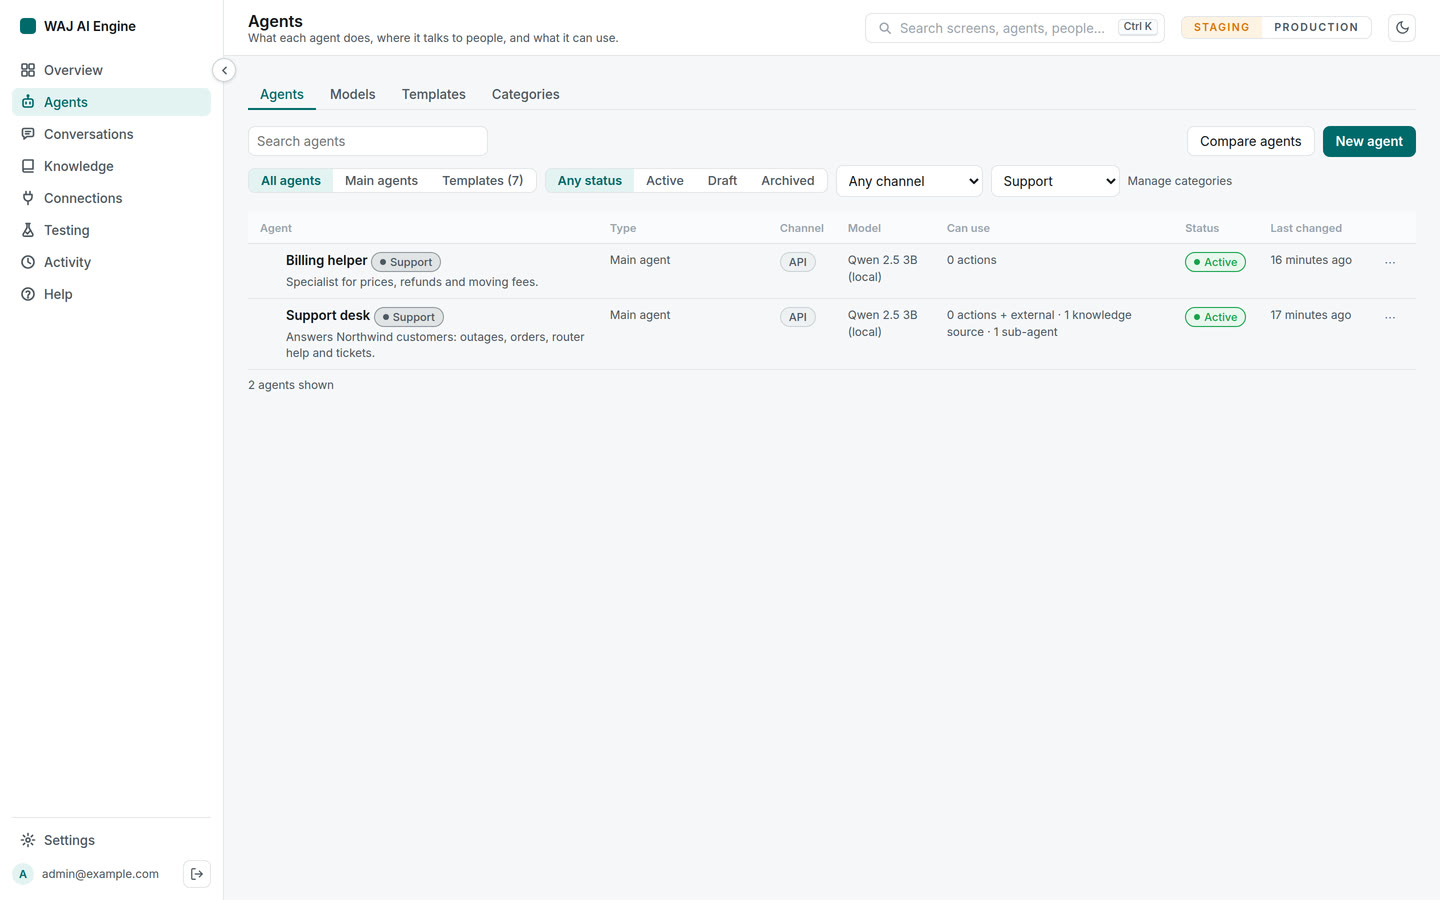 WAJ AI Engine
Overview
Agents
Conversations
Knowledge
Connections
Testing
Activity
Help
Settings
A admin@example.com
Agents
What each agent does, where it talks to people, and what it can use.
Search screens, agents, people... Ctrl K
STAGING PRODUCTION
Agents Models Templates Categories
Search agents
Compare agents New agent
All agents Main agents Templates (7) Any status Active Draft Archived Any channel Support Manage categories
Agent Type Channel Model Can use Status Last changed
Billing helper Support Main agent API Qwen 2.5 3B 0 actions Active 16 minutes ago ...
(local)
Specialist for prices, refunds and moving fees.
Support desk Support Main agent API Qwen 2.5 3B 0 actions + external · 1 knowledge Active 17 minutes ago ...
(local) source · 1 sub-agent
Answers Northwind customers: outages, orders, router
help and tickets.
2 agents shown